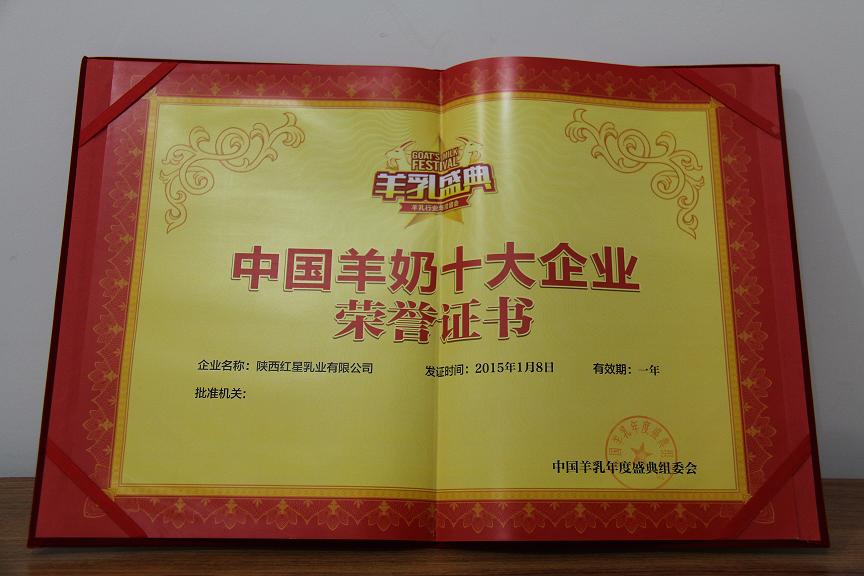 GOAT'S MILK
FESTIVAL
羊乳盛典
中国羊奶十大企业
荣誉证书
企业名称：陕西红星乳业有限公司 发证时间：2015年1月8日 有效期：一年
批准机关：
中国羊乳年度盛典组委会